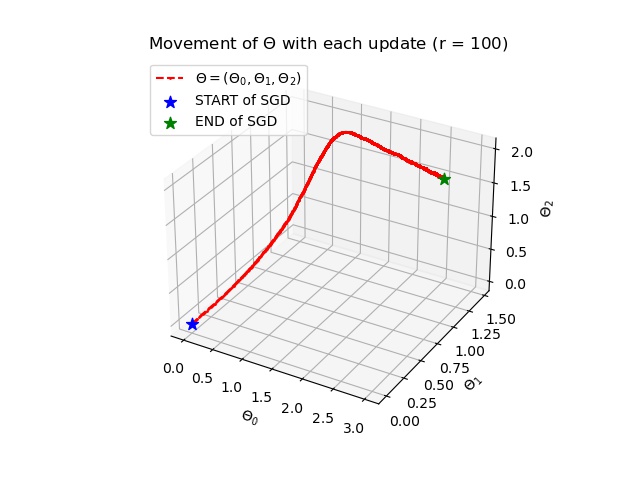 Movement of Θ with each update (r = 100)
Θ = (Θ₀, Θ₁, Θ₂)
START of SGD
END of SGD
2.0
1.5
1.0
0.5
0.0
Θ₂
0.0
0.5
1.0
1.5
2.0
2.5
3.0
Θ₀
0.00
0.25
0.50
0.75
1.00
1.25
1.50
Θ₁